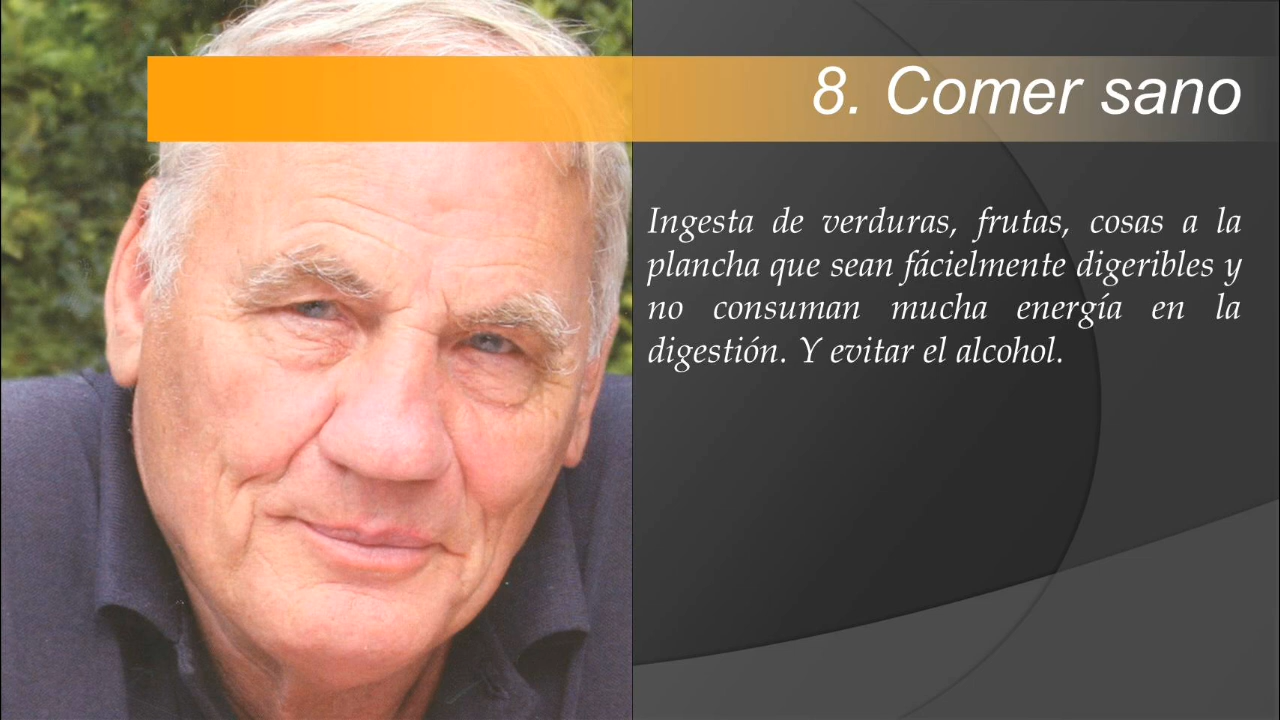 8. Comer sano
Ingesta de verduras, frutas, cosas a la
plancha que sean fácielmente digeribles y
no consuman mucha energía en la
digestión. Y evitar el alcohol.